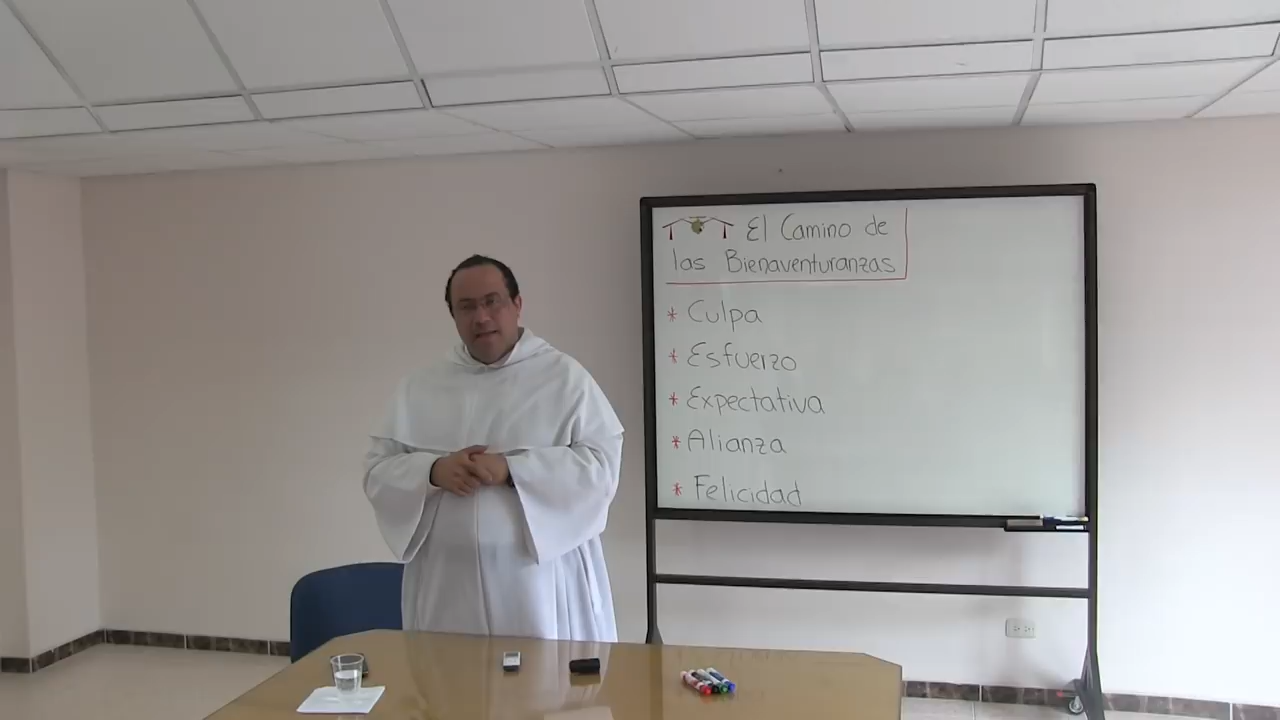 El Camino de
las Bienaventuranzas
* Culpa
* Esfuerzo
* Expectativa
* Alianza
* Felicidad